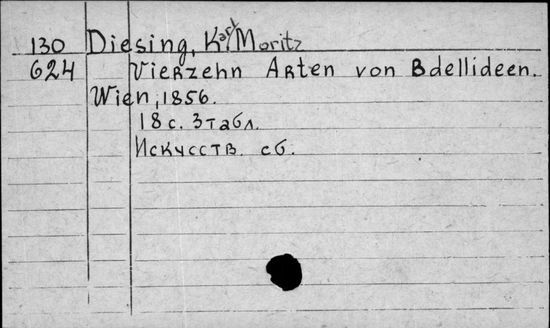 130 Diesing, Karl Moritz
624 Vierzehn Arten von Bdellideen.
Wien, 1856.
18 с. 3 табл.
Искусств. сб.